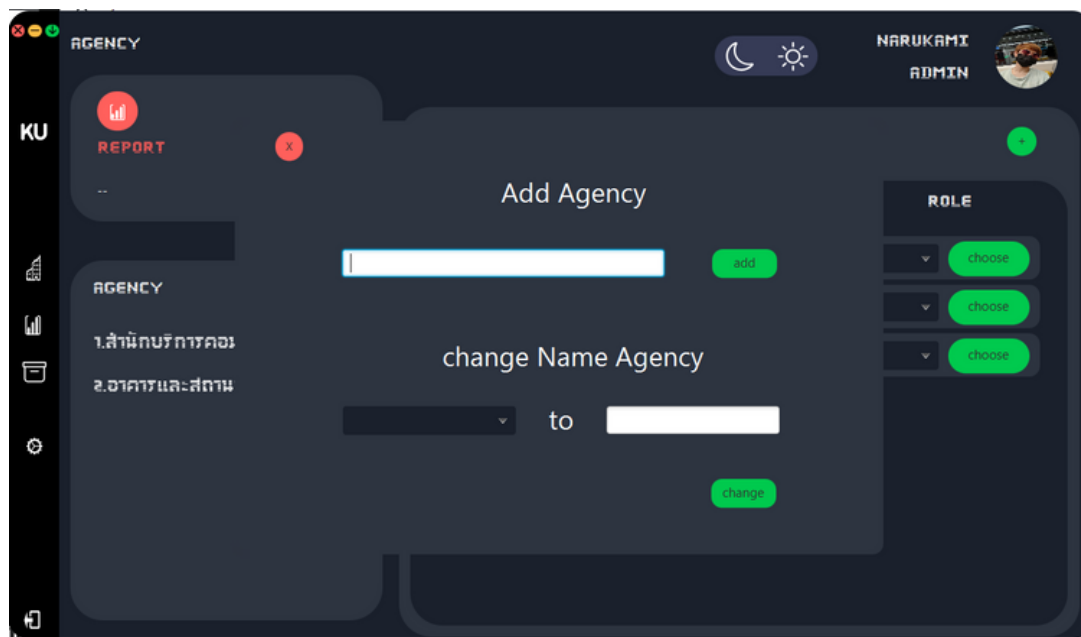 AGENCY
NARUKAMI
ADMIN
KU
REPORT
X
+
--
Add Agency
ROLE
add
choose
AGENCY
choose
1.สำนักบริการคอม
change Name Agency
choose
2.อาคารและสถาน
to
change